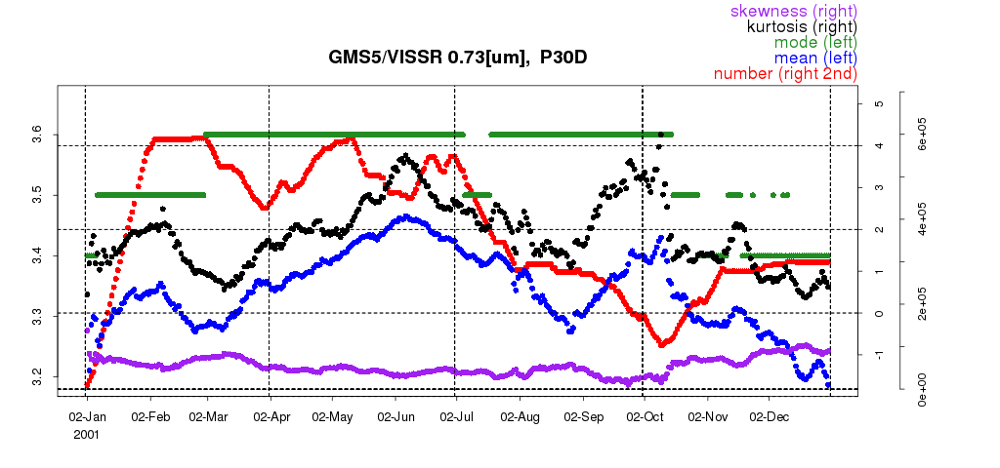 skewness (right)
kurtosis (right)
mode (left)
mean (left)
number (right 2nd)
GMS5/VISSR 0.73[um], P30D
3.2 3.3 3.4 3.5 3.6
-1 0 1 2 3 4 5
0e+00 2e+05 4e+05 6e+05
02-Jan 02-Feb 02-Mar 02-Apr 02-May 02-Jun 02-Jul 02-Aug 02-Sep 02-Oct 02-Nov 02-Dec
2001